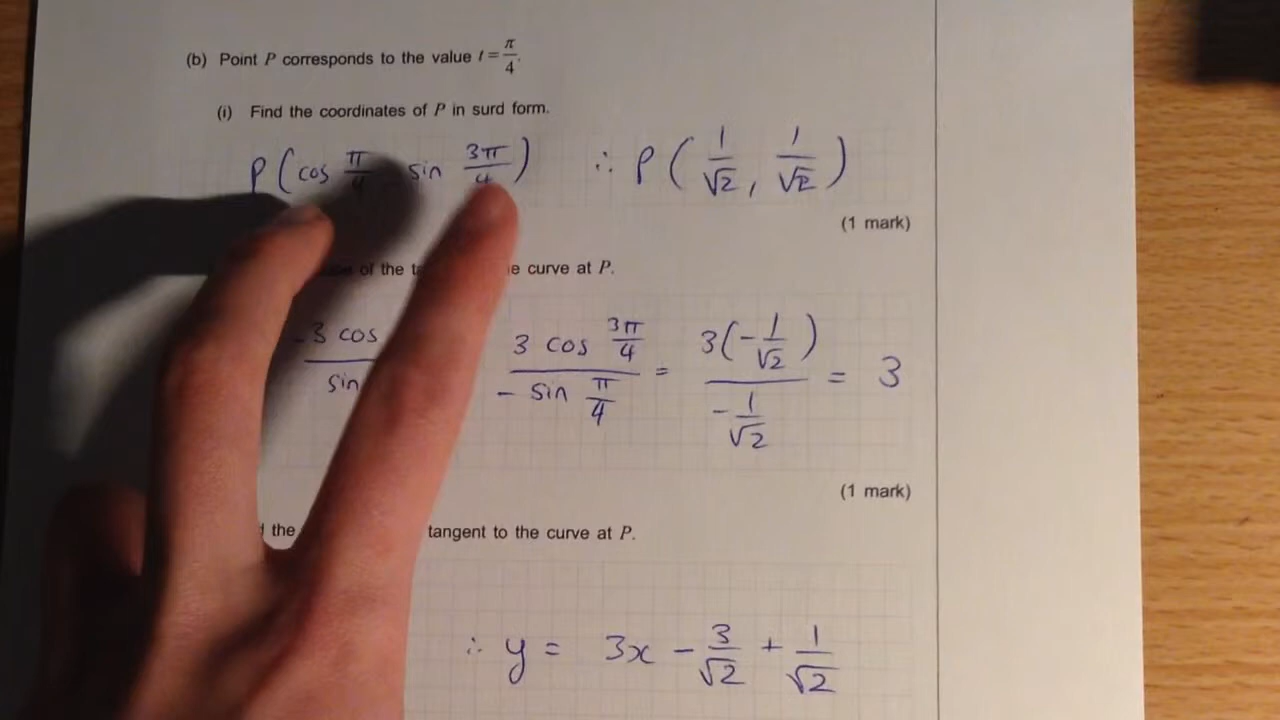 (b) Point P corresponds to the value t = π/4.
(i) Find the coordinates of P in surd form.
P(cos π/4 sin 3π/4) ∴ P(1/√2, 1/√2)
(1 mark)
of the curve at P.
3 cos
sin
3 cos 3π/4 / - sin π/4 = 3(-1/√2) / -1/√2 = 3
(1 mark)
the tangent to the curve at P.
∴ y = 3x - 3/√2 + 1/√2